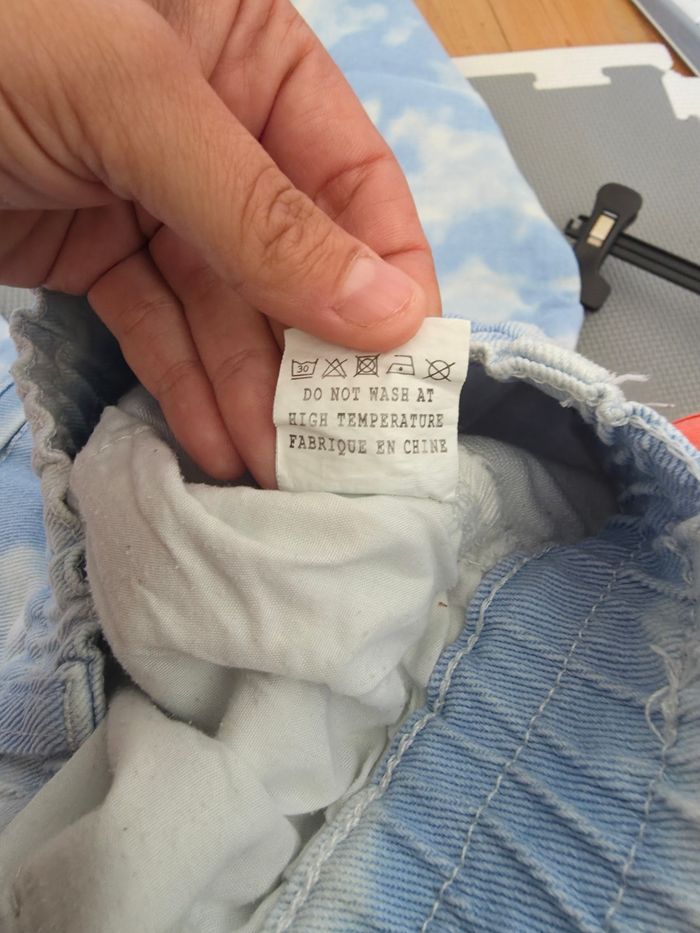 30
DO NOT WASH AT
HIGH TEMPERATURE
FABRIQUE EN CHINE